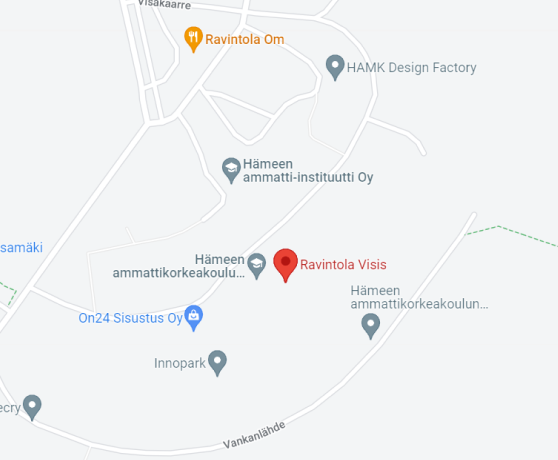 Visakaarre
Ravintola Om
HAMK Design Factory
Hämeen
ammatti-instituutti Oy
samäki
Hämeen
ammattikorkeakoulu...
Ravintola Visis
Hämeen
ammattikorkeakoulun...
On24 Sisustus Oy
Innopark
ecry
Vankanlähde